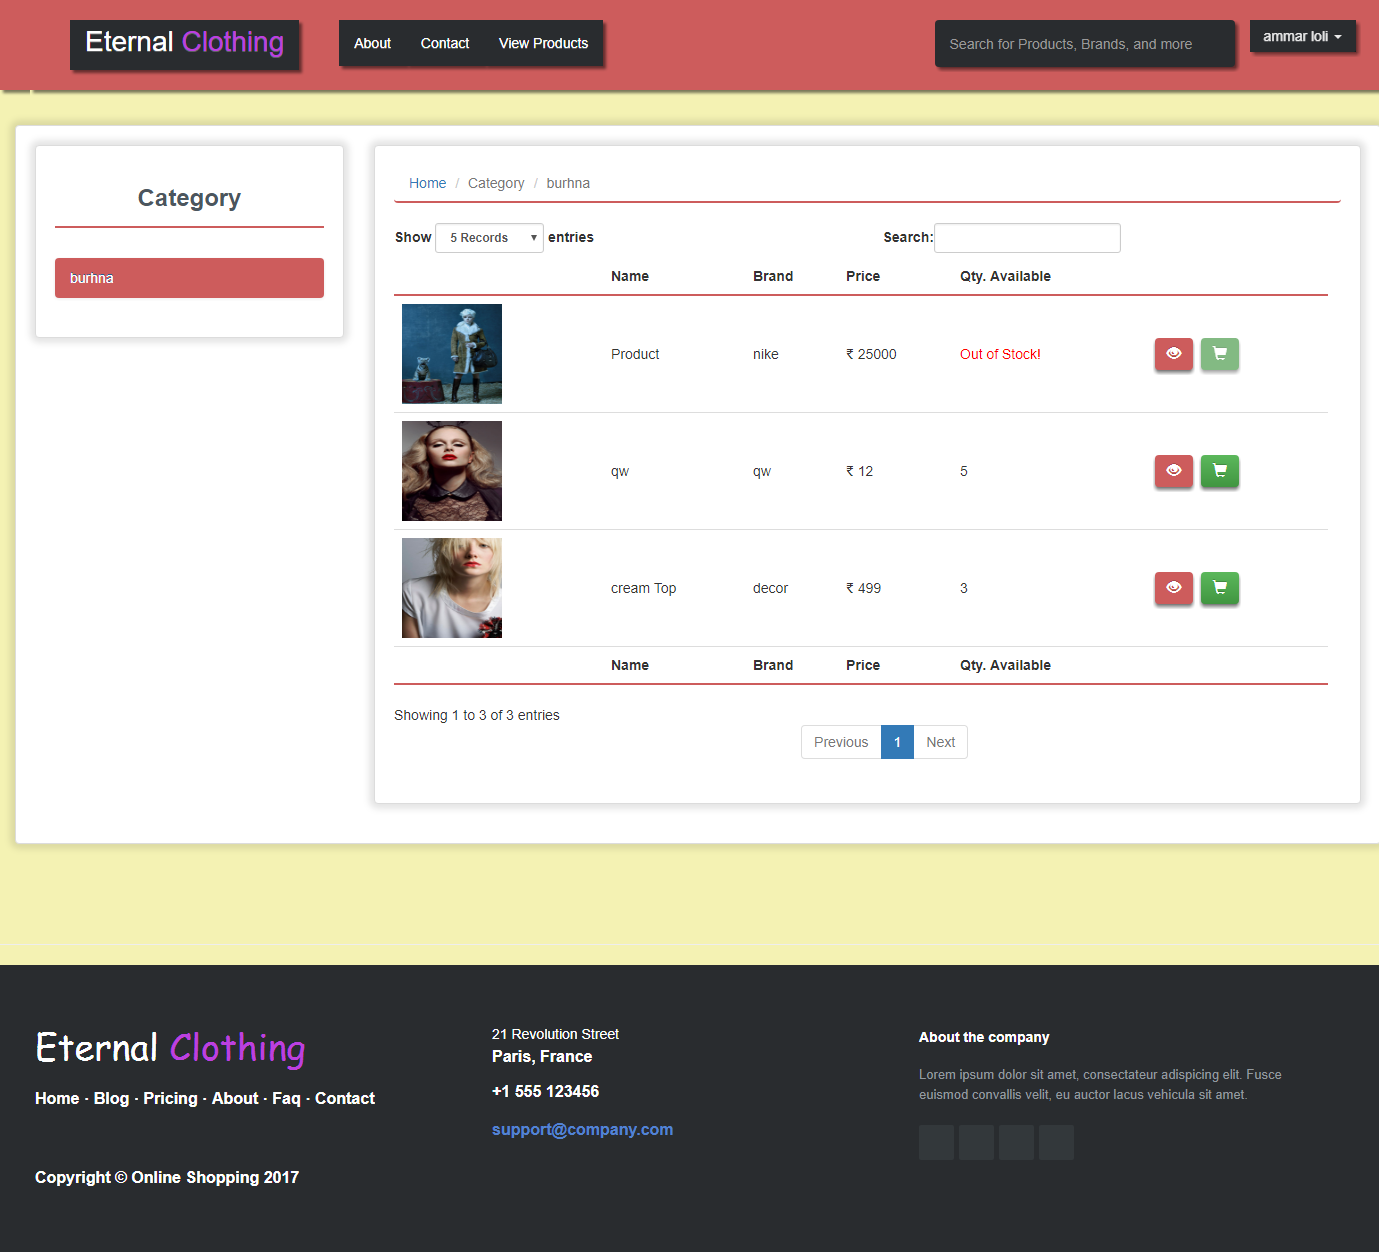 Eternal Clothing
About Contact View Products
Search for Products, Brands, and more
ammar loli
Category
burhna
Home / Category / burhna
Show 5 Records entries
Search:
Name Brand Price Qty. Available
Product nike ₹ 25000 Out of Stock!
qw qw ₹ 12 5
cream Top decor ₹ 499 3
Name Brand Price Qty. Available
Showing 1 to 3 of 3 entries
Previous 1 Next
Eternal Clothing
Home · Blog · Pricing · About · Faq · Contact
Copyright © Online Shopping 2017
21 Revolution Street
Paris, France
+1 555 123456
support@company.com
About the company
Lorem ipsum dolor sit amet, consectateur adispicing elit. Fusce
euismod convallis velit, eu auctor lacus vehicula sit amet.